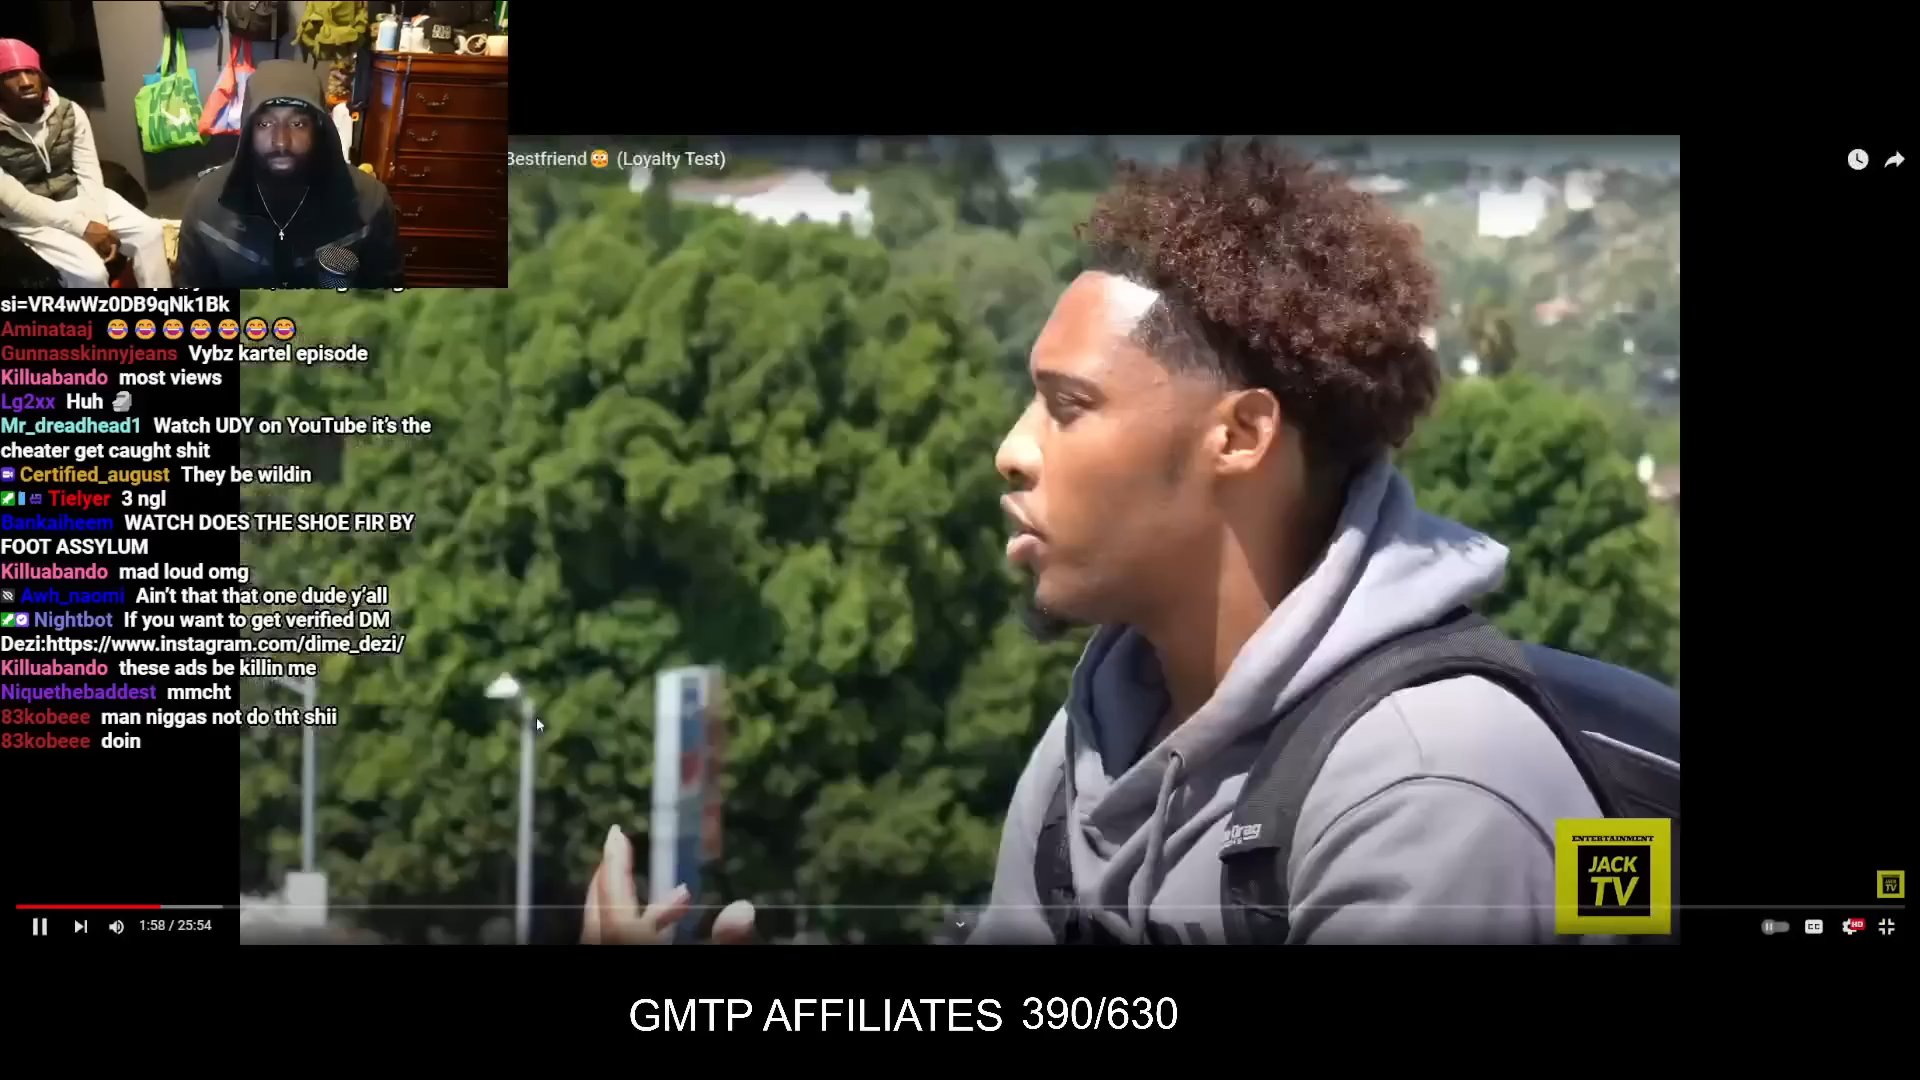 Bestfriend😳 (Loyalty Test)
si=VR4wWz0DB9qNk1Bk
Aminataaj 😂😂😂😂😂😂😂
Gunnasskinnyjeans Vybz kartel episode
Killuabando most views
Lg2xx Huh 🗿
Mr_dreadhead1 Watch UDY on YouTube it's the
cheater get caught shit
Certified_august They be wildin
Tielyer 3 ngl
Bankaiheem WATCH DOES THE SHOE FIR BY
FOOT ASSYLUM
Killuabando mad loud omg
Awh_naomi Ain't that that one dude y'all
Nightbot If you want to get verified DM
Dezi:https://www.instagram.com/dime_dezi/
Killuabando these ads be killin me
Niquethebaddest mmcht
83kobeee man niggas not do tht shii
83kobeee doin
ENTERTAINMENT
JACK
TV
1:58 / 25:54
CC
HD
GMTP AFFILIATES 390/630